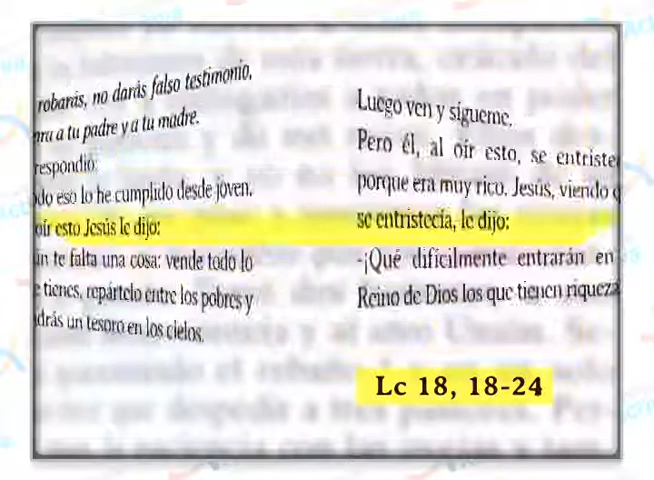 robarás, no darás falso testimonio,
a tu padre y a tu madre.
respondió:
eso lo he cumplido desde joven.
oír esto Jesús le dijo:
te falta una cosa: vende todo lo
tienes, repártelo entre los pobres y
un tesoro en los cielos.
Luego ven y sígueme.
Pero él, al oír esto, se entriste
porque era muy rico. Jesús, viendo q
se entristecía, le dijo:
-¡Qué difícilmente entrarán en
Reino de Dios los que tienen riqueza
Lc 18, 18-24